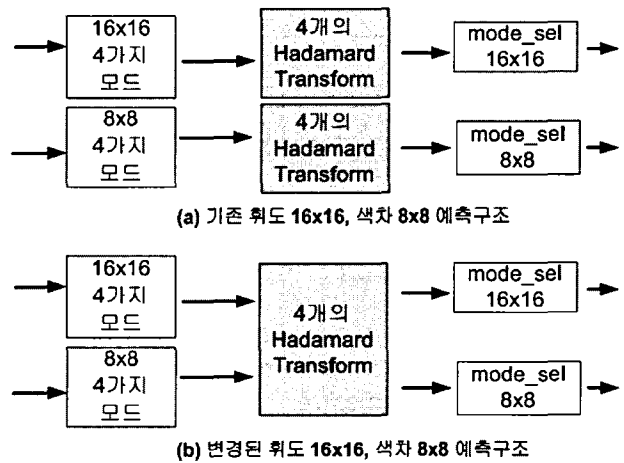 16x16
4가지
모드
4개의
Hadamard
Transform
mode_sel
16x16
8x8
4가지
모드
4개의
Hadamard
Transform
mode_sel
8x8
(a) 기존 휘도 16x16, 색차 8x8 예측구조
16x16
4가지
모드
8x8
4가지
모드
4개의
Hadamard
Transform
mode_sel
16x16
mode_sel
8x8
(b) 변경된 휘도 16x16, 색차 8x8 예측구조